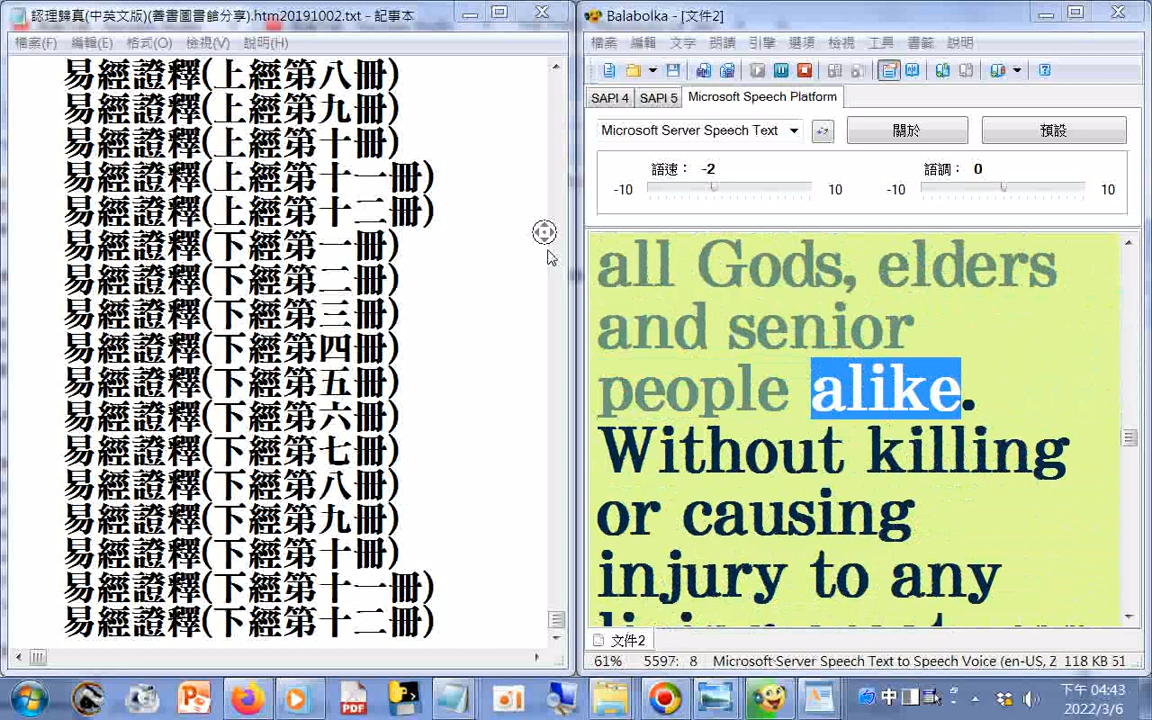 認理歸真(中英文版)(善書圖書館分享).htm20191002.txt - 記事本
檔案(F) 編輯(E) 格式(O) 檢視(V) 說明(H)
易經證釋(上經第八冊)
易經證釋(上經第九冊)
易經證釋(上經第十冊)
易經證釋(上經第十一冊)
易經證釋(上經第十二冊)
易經證釋(下經第一冊)
易經證釋(下經第二冊)
易經證釋(下經第三冊)
易經證釋(下經第四冊)
易經證釋(下經第五冊)
易經證釋(下經第六冊)
易經證釋(下經第七冊)
易經證釋(下經第八冊)
易經證釋(下經第九冊)
易經證釋(下經第十冊)
易經證釋(下經第十一冊)
易經證釋(下經第十二冊)
Balabolka - [文件2]
檔案 編輯 文字 朗讀 引擎 選項 檢視 工具 書籤 說明
SAPI 4 SAPI 5 Microsoft Speech Platform
Microsoft Server Speech Text 關於 預設
語速： -2 語調： 0
-10 10 -10 10
all Gods, elders
and senior
people alike.
Without killing
or causing
injury to any
文件2
61% 5597: 8 Microsoft Server Speech Text to Speech Voice (en-US, Z 118 KB 51
PDF
中
下午 04:43
2022/3/6